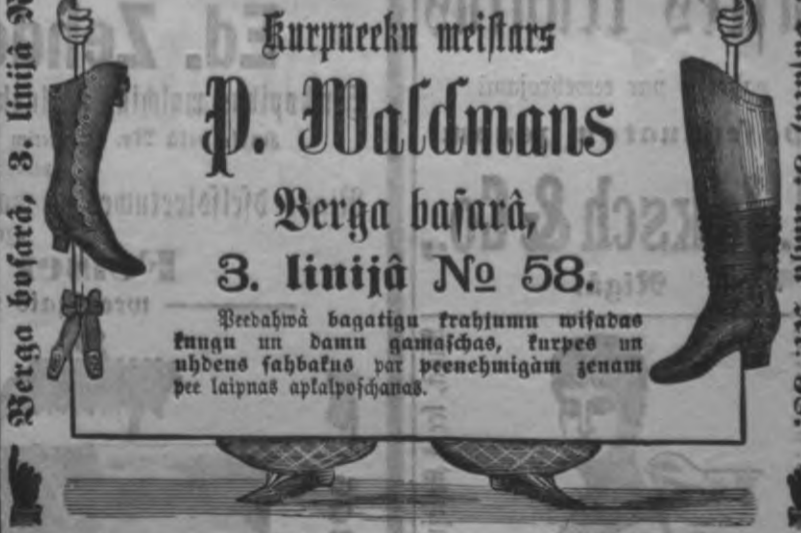 Kurpneeku meistars
P. Waldmans
Berga basarâ,
3. linijâ No 58.
Peedahwâ bagatigu krahjumu wisadas
kungu un damu gamaschas, kurpes un
uhdens sahbakus par peenehmigàm zenam
pee laipnas apkalposchanas.
Berga basarâ, 3. linijâ